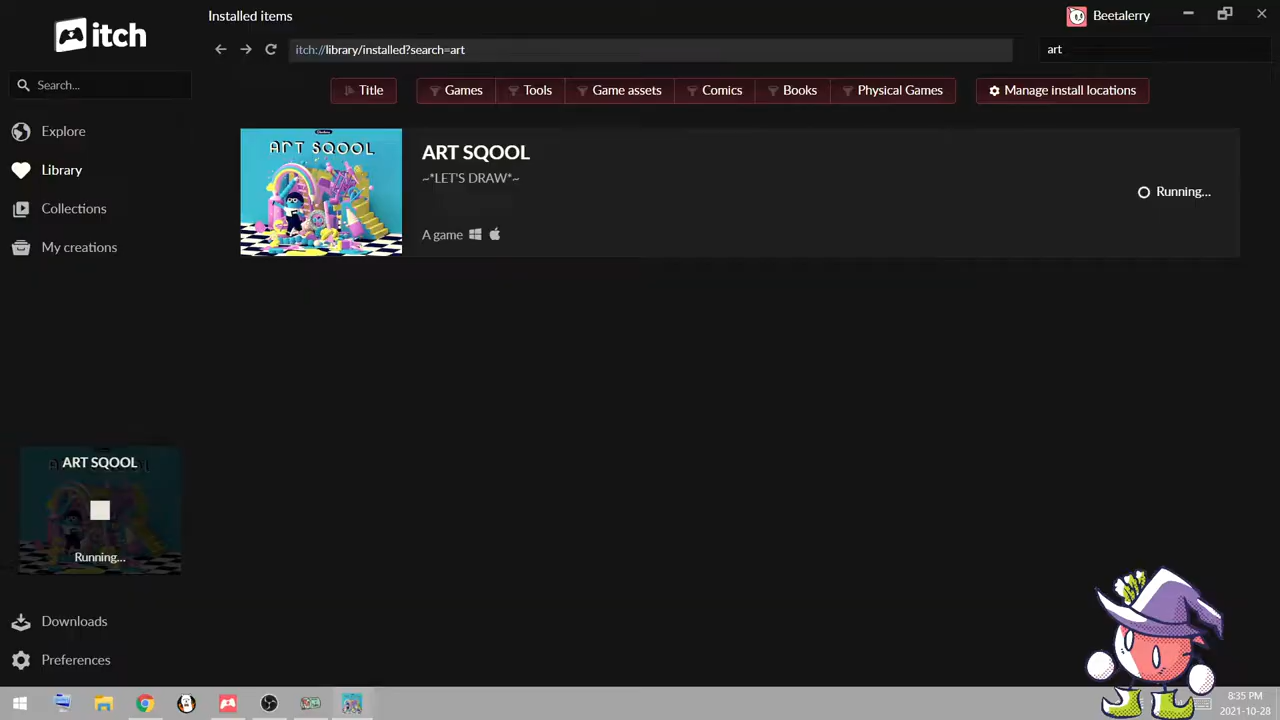 itch
Installed items
Beetalerry
itch://library/installed?search=art
art
Search...
Title
Games
Tools
Game assets
Comics
Books
Physical Games
Manage install locations
Explore
Library
Collections
My creations
ART SQOOL
ART SQOOL
~*LET'S DRAW*~
A game
Running...
ART SQOOL
Running...
Downloads
Preferences
8:35 PM
2021-10-28